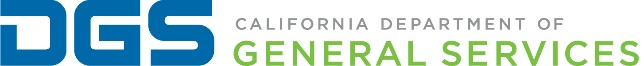 DGS
CALIFORNIA DEPARTMENT OF
GENERAL SERVICES